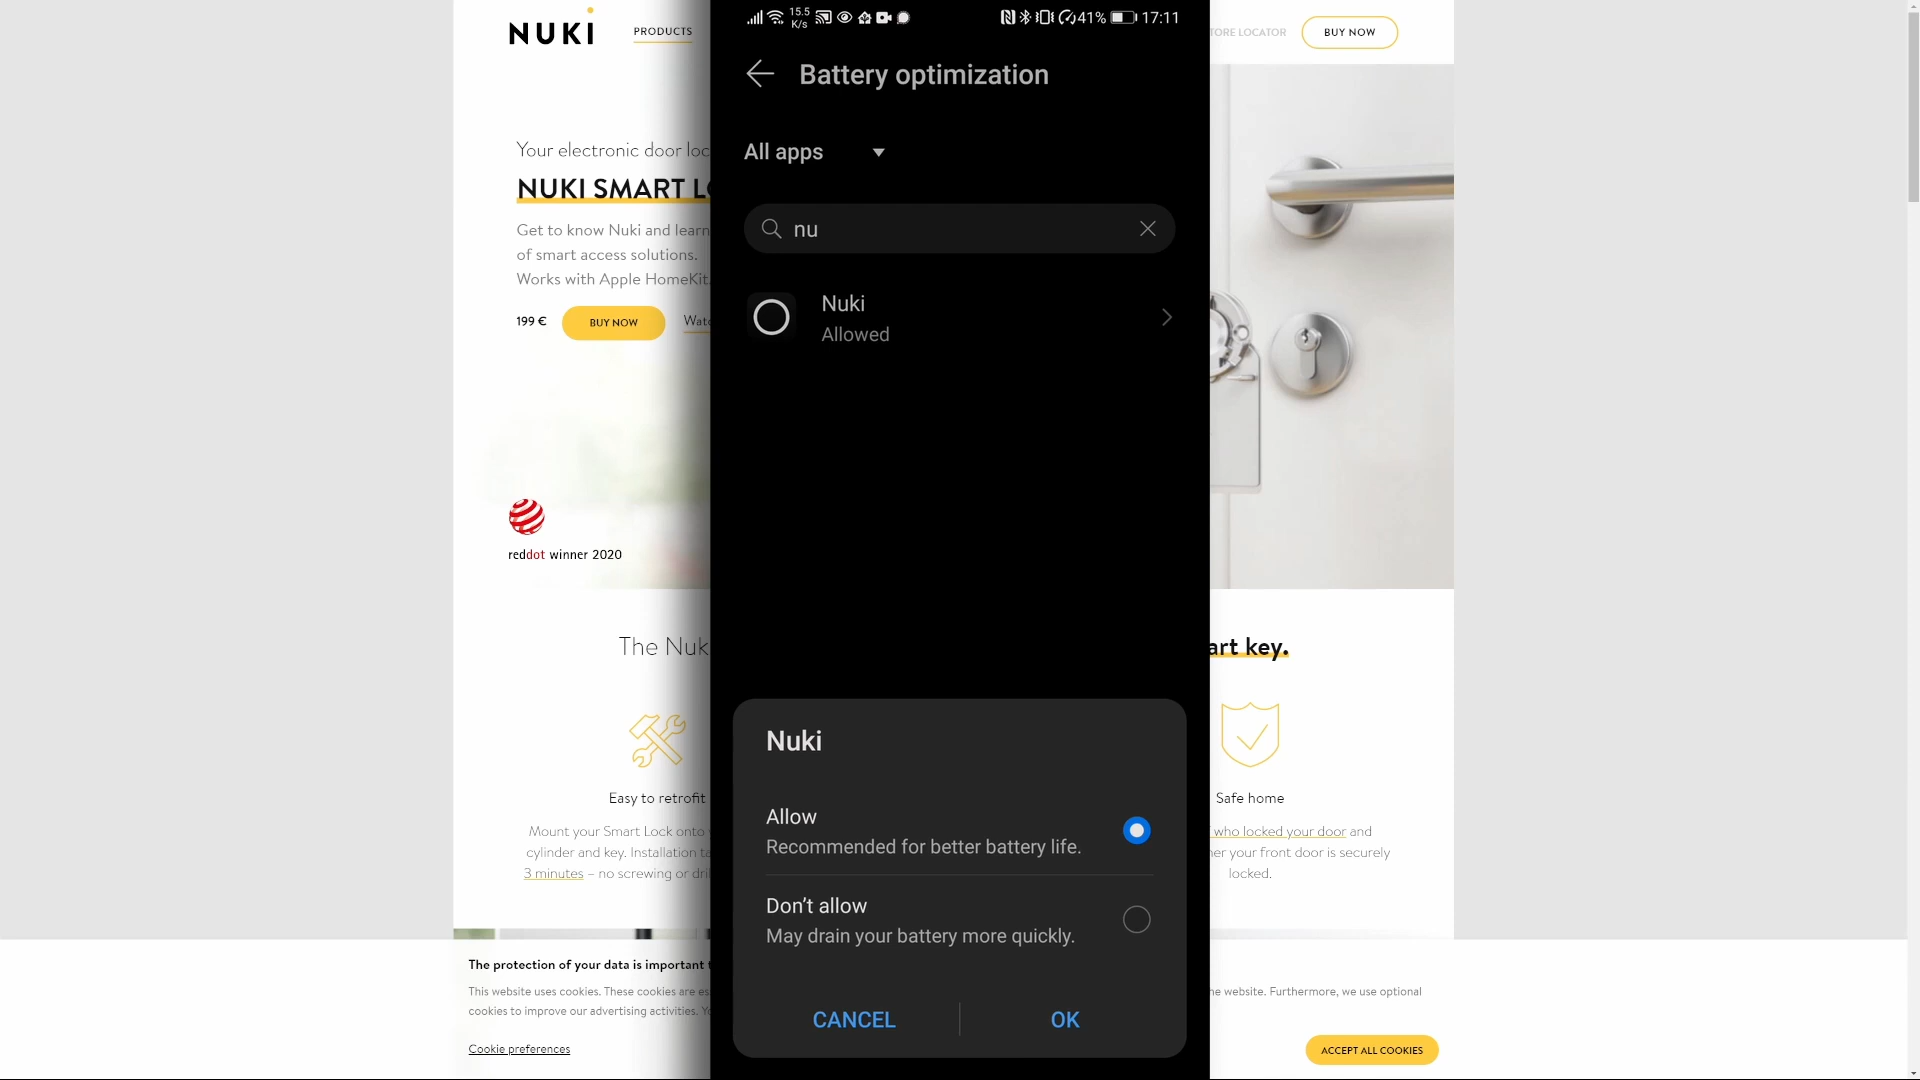 NUKI
PRODUCTS
TORE LOCATOR
BUY NOW
15.5
K/s
41%
17:11
Battery optimization
All apps
nu
Nuki
Allowed
Your electronic door loc
NUKI SMART LO
Get to know Nuki and learn
of smart access solutions.
Works with Apple HomeKit.
199 €
BUY NOW
Watc
reddot winner 2020
The Nuk
art key.
Easy to retrofit
Mount your Smart Lock onto
cylinder and key. Installation ta
3 minutes – no screwing or dril
Safe home
who locked your door and
her your front door is securely
locked.
Nuki
Allow
Recommended for better battery life.
Don't allow
May drain your battery more quickly.
CANCEL
OK
The protection of your data is important t
This website uses cookies. These cookies are es
he website. Furthermore, we use optional
cookies to improve our advertising activities. Yo
Cookie preferences
ACCEPT ALL COOKIES